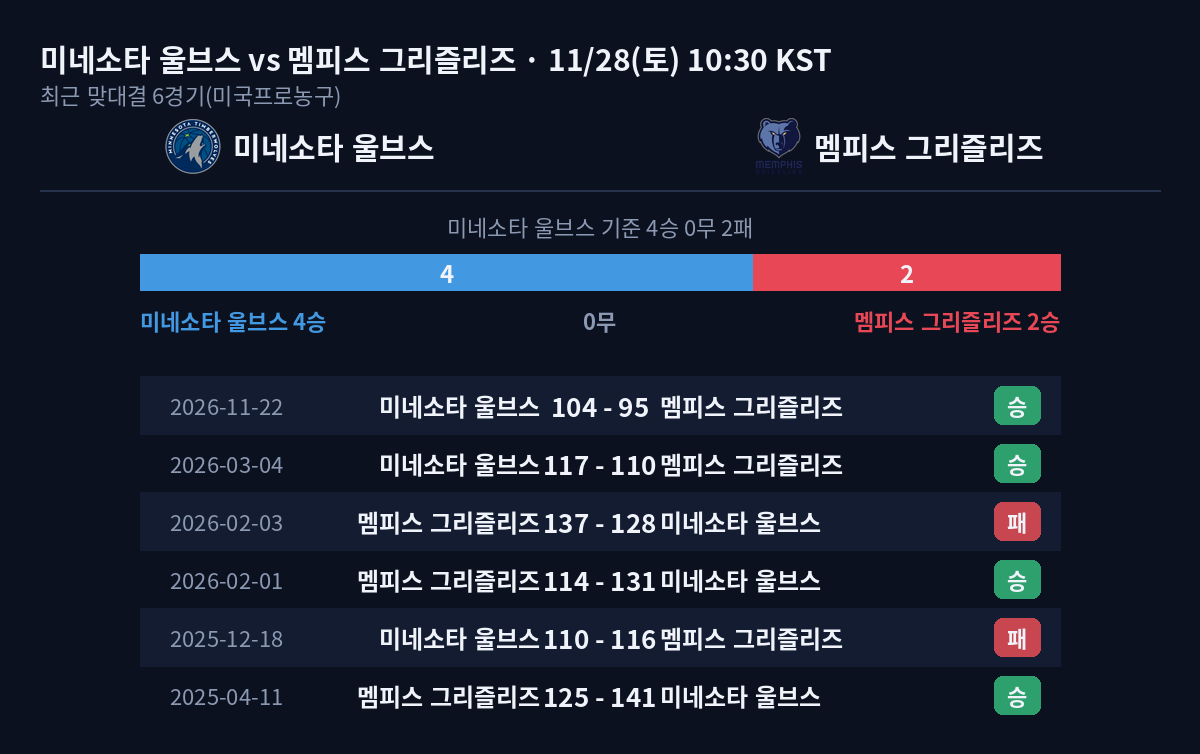 미네소타 울브스 vs 멤피스 그리즐리즈 · 11/28(토) 10:30 KST
최근 맞대결 6경기(미국프로농구)
MINNESOTA TIMBERWOLVES 미네소타 울브스
MEMPHIS 멤피스 그리즐리즈
미네소타 울브스 기준 4승 0무 2패
4 2
미네소타 울브스 4승 0무 멤피스 그리즐리즈 2승
2026-11-22 미네소타 울브스 104 - 95 멤피스 그리즐리즈 승
2026-03-04 미네소타 울브스 117 - 110 멤피스 그리즐리즈 승
2026-02-03 멤피스 그리즐리즈 137 - 128 미네소타 울브스 패
2026-02-01 멤피스 그리즐리즈 114 - 131 미네소타 울브스 승
2025-12-18 미네소타 울브스 110 - 116 멤피스 그리즐리즈 패
2025-04-11 멤피스 그리즐리즈 125 - 141 미네소타 울브스 승